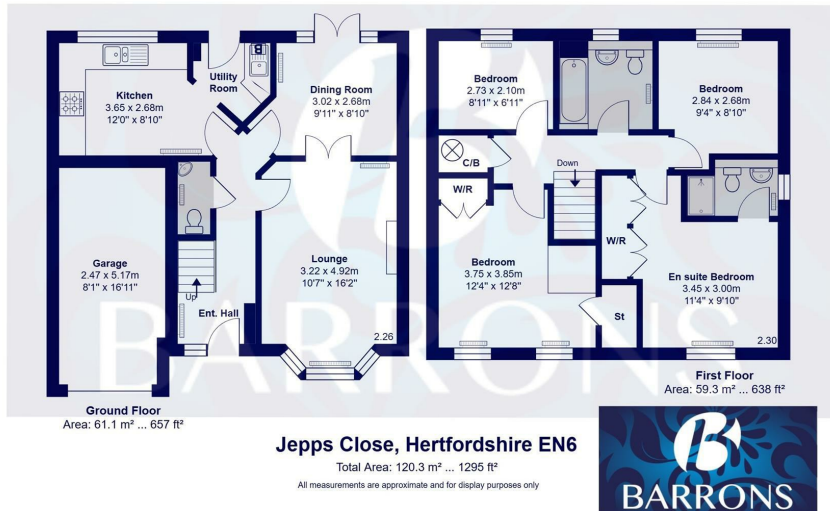 Kitchen
3.65 x 2.68m
12'0" x 8'10"
Utility
Room
B
Dining Room
3.02 x 2.68m
9'11" x 8'10"
Garage
2.47 x 5.17m
8'1" x 16'11"
Up
Ent. Hall
Lounge
3.22 x 4.92m
10'7" x 16'2"
2.26
Ground Floor
Area: 61.1 m² ... 657 ft²
Bedroom
2.73 x 2.10m
8'11" x 6'11"
Bedroom
2.84 x 2.68m
9'4" x 8'10"
C/B
Down
W/R
W/R
Bedroom
3.75 x 3.85m
12'4" x 12'8"
En suite Bedroom
3.45 x 3.00m
11'4" x 9'10"
St
2.30
First Floor
Area: 59.3 m² ... 638 ft²
BARRONS
Jepps Close, Hertfordshire EN6
Total Area: 120.3 m² ... 1295 ft²
All measurements are approximate and for display purposes only
B
BARRONS